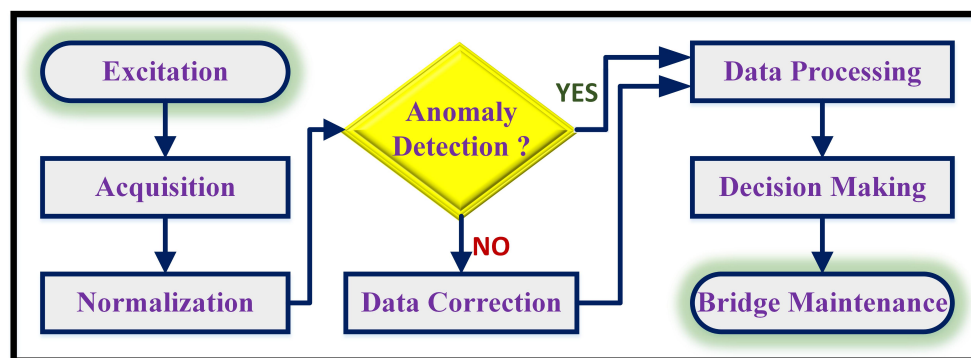 Excitation
Acquisition
Normalization
Anomaly
Detection ?
YES
NO
Data Correction
Data Processing
Decision Making
Bridge Maintenance